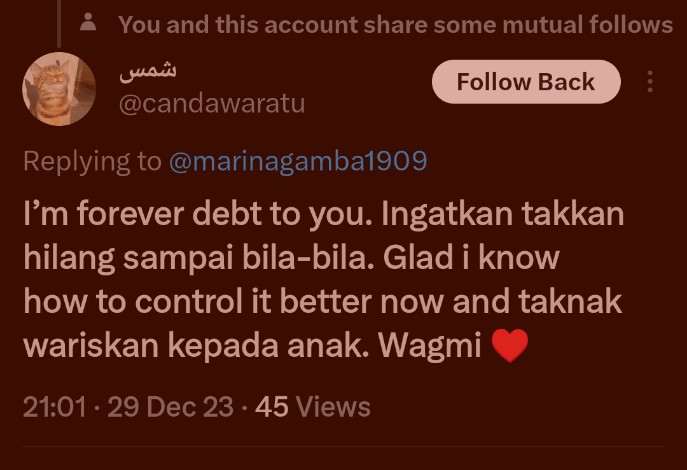 You and this account share some mutual follows
شمس
@candawaratu
Follow Back
Replying to @marinagamba1909
I’m forever debt to you. Ingatkan takkan
hilang sampai bila-bila. Glad i know
how to control it better now and taknak
wariskan kepada anak. Wagmi ❤️
21:01 · 29 Dec 23 · 45 Views